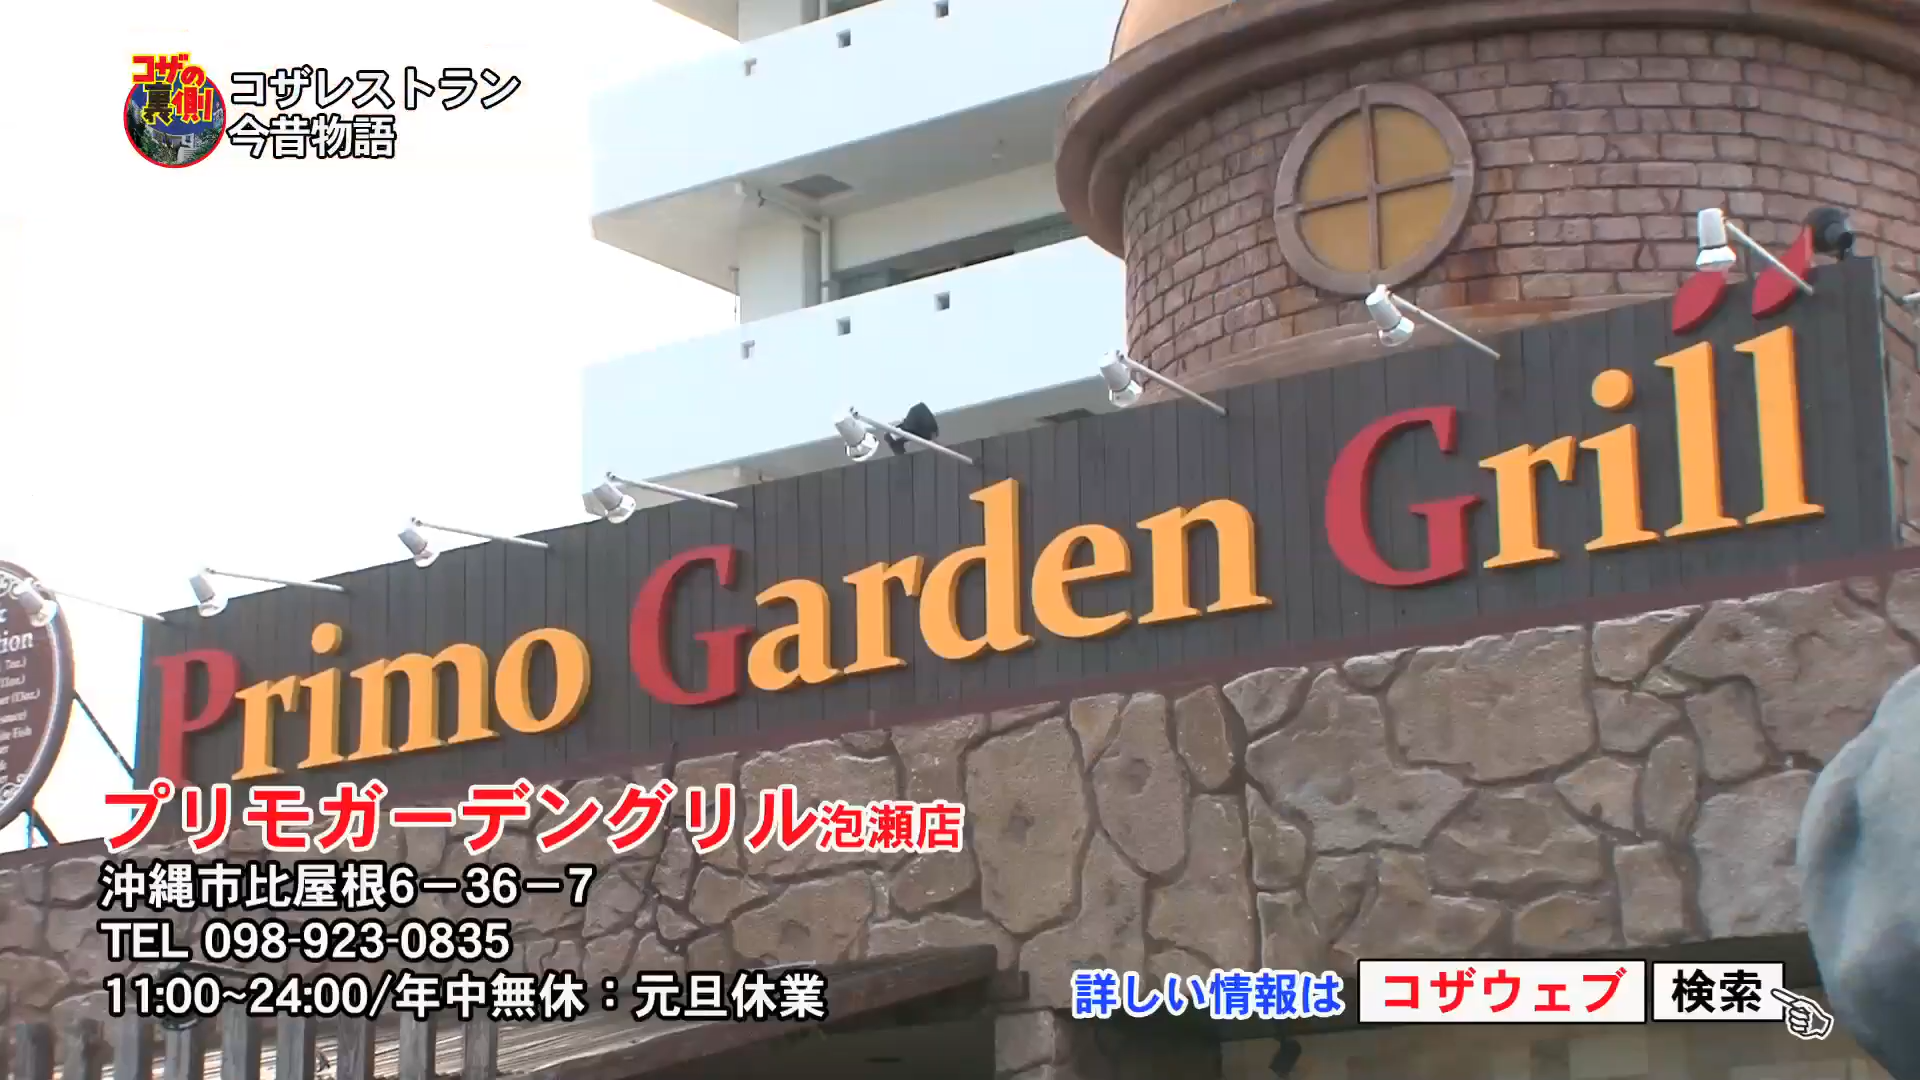 コザの
裏側
コザレストラン
今昔物語
Primo Garden Grill
プリモガーデングリル泡瀬店
沖縄市比屋根6−36−7
TEL 098-923-0835
11:00~24:00/年中無休：元旦休業
詳しい情報は コザウェブ 検索